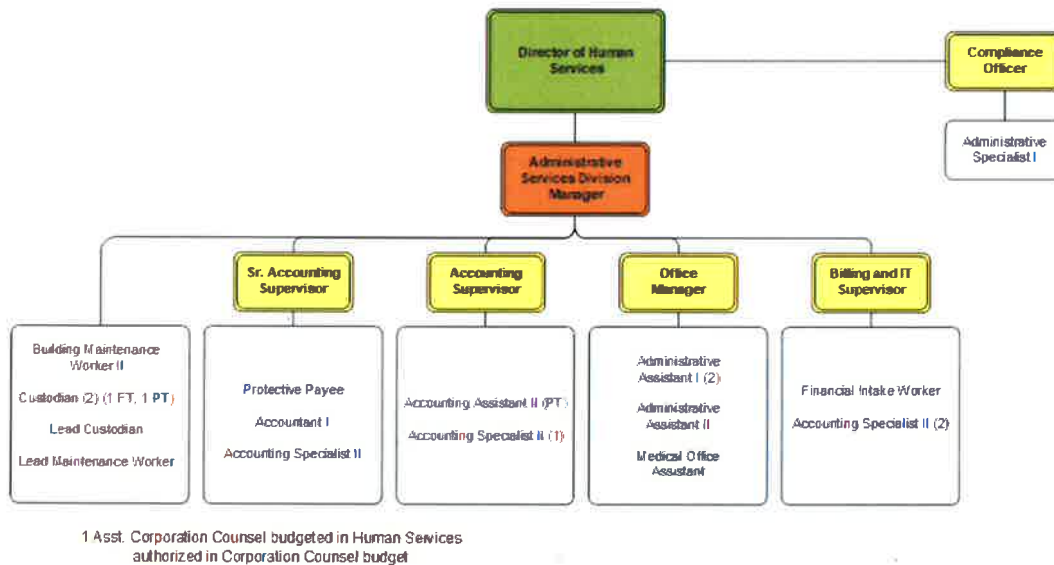 Director of Human
Services
Compliance
Officer
Administrative
Specialist I
Administrative
Services Division
Manager
Sr. Accounting
Supervisor
Accounting
Supervisor
Office
Manager
Billing and IT
Supervisor
Building Maintenance
Worker II
Custodian (2) (1 FT, 1 PT)
Lead Custodian
Lead Maintenance Worker
Protective Payee
Accountant I
Accounting Specialist II
Accounting Assistant II (PT)
Accounting Specialist II (1)
Administrative
Assistant I (2)
Administrative
Assistant II
Medical Office
Assistant
Financial Intake Worker
Accounting Specialist II (2)
1 Asst. Corporation Counsel budgeted in Human Services
authorized in Corporation Counsel budget